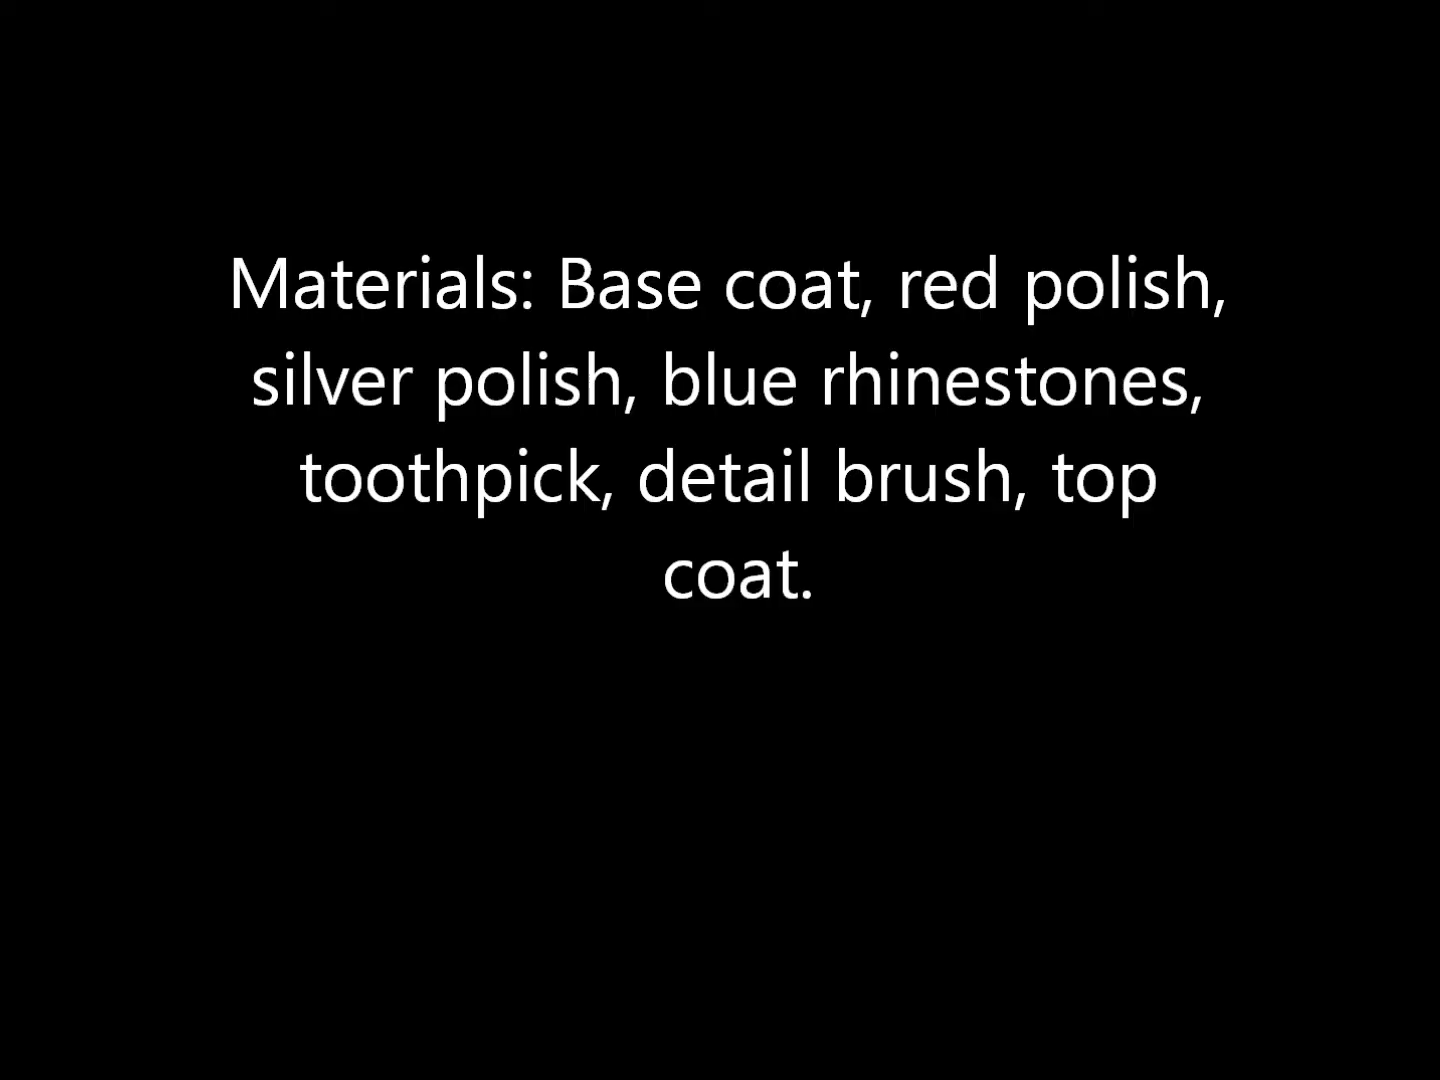 Materials: Base coat, red polish,
silver polish, blue rhinestones,
toothpick, detail brush, top
coat.